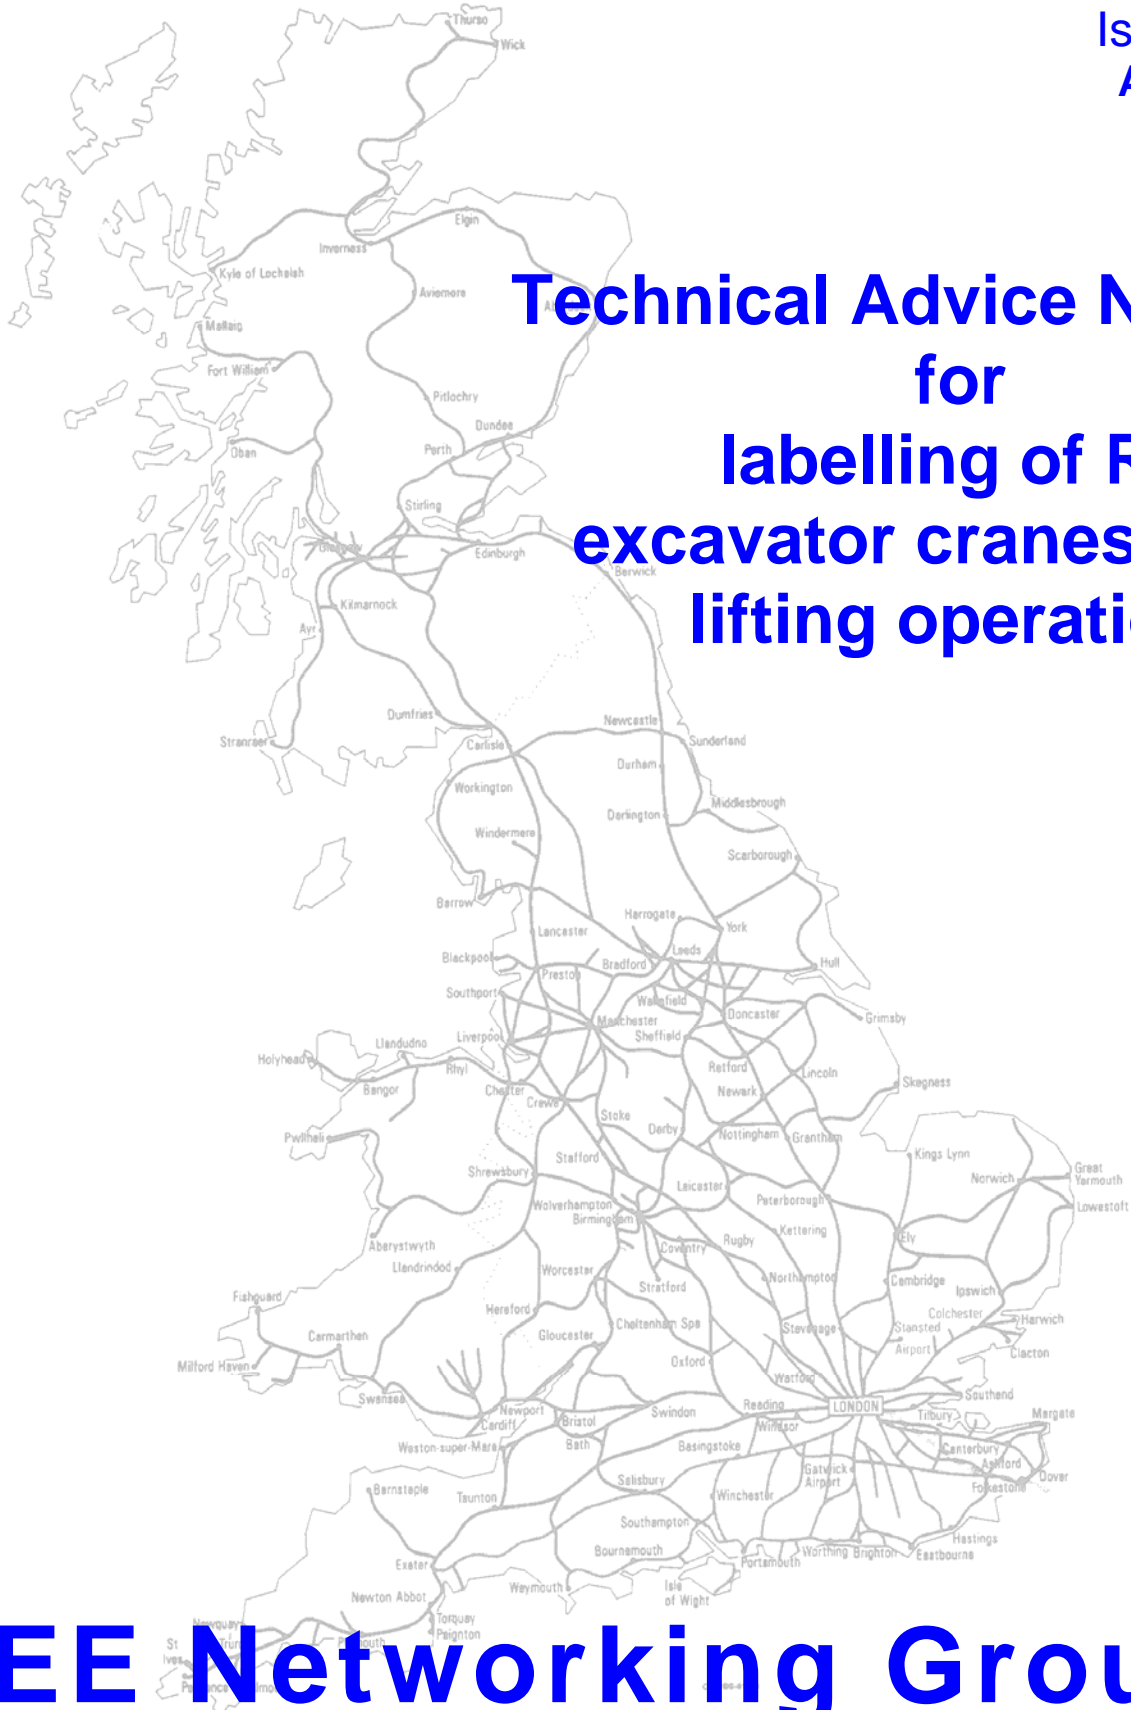 Is
A
Technical Advice N
for
labelling of R
excavator cranes
lifting operati
Thurso
Wick
Elgin
Inverness
Kyle of Lochalsh
Aviemore
Mallaig
Fort William
Pitlochry
Dundee
Perth
Oban
Stirling
Edinburgh
Berwick
Kilmarnock
Ayr
Dumfries
Newcastle
Stranraer
Carlisle
Sunderland
Durham
Workington
Middlesbrough
Darlington
Windermere
Scarborough
Barrow
Harrogate
York
Lancaster
Leeds
Blackpool
Bradford
Hull
Preston
Southport
Wakefield
Doncaster
Manchester
Grimsby
Liverpool
Sheffield
Llandudno
Holyhead
Rhyl
Retford
Lincoln
Bangor
Chester
Newark
Skegness
Crewe
Stoke
Derby
Nottingham
Grantham
Pwllheli
Kings Lynn
Stafford
Great
Yarmouth
Shrewsbury
Norwich
Leicester
Peterborough
Wolverhampton
Lowestoft
Birmingham
Kettering
Rugby
Ely
Aberystwyth
Coventry
Llandrindod
Worcester
Northampton
Cambridge
Stratford
Ipswich
Fishguard
Hereford
Colchester
Harwich
Cheltenham Spa
Stevenage
Stansted
Airport
Carmarthen
Gloucester
Clacton
Oxford
Milford Haven
Watford
Swansea
Southend
Newport
Swindon
Reading
LONDON
Tilbury
Margate
Cardiff
Bristol
Windsor
Weston-super-Mare
Bath
Basingstoke
Canterbury
Ashford
Gatwick
Airport
Dover
Salisbury
Folkestone
Barnstaple
Taunton
Winchester
Southampton
Hastings
Bournemouth
Portsmouth
Worthing
Brighton
Eastbourne
Exeter
Weymouth
Isle
of Wight
Newton Abbot
Torquay
Paignton
Newquay
St
Ives
EE Networking Grou